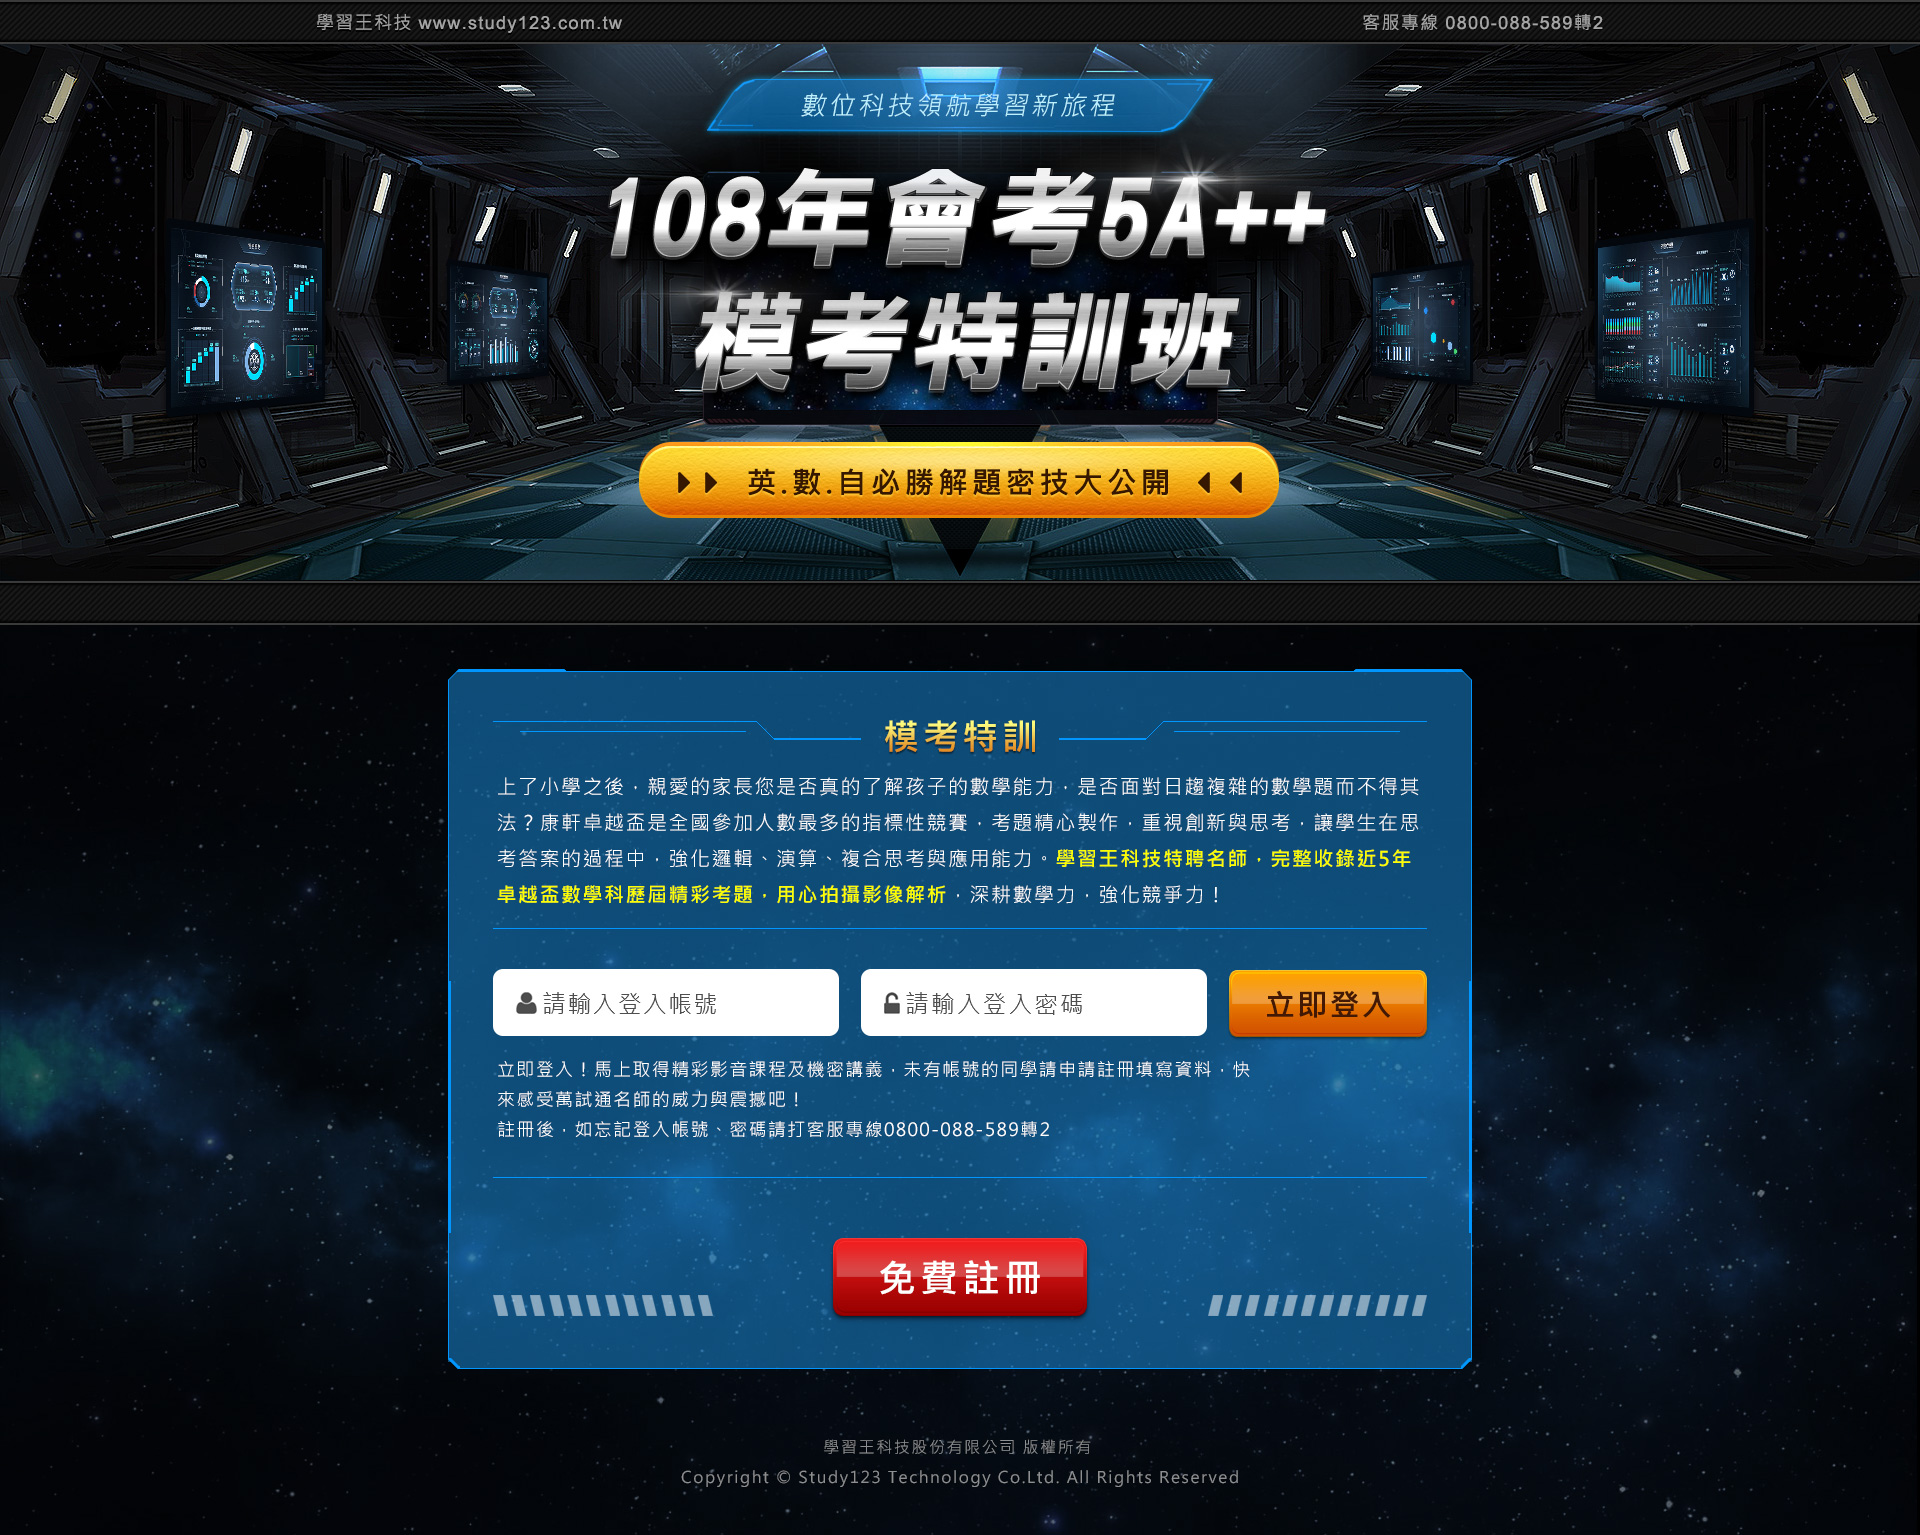 學習王科技 www.study123.com.tw
客服專線 0800-088-589轉2
數位科技領航學習新旅程
108年會考5A++
模考特訓班
英.數.自必勝解題密技大公開
模考特訓
上了小學之後，親愛的家長您是否真的了解孩子的數學能力，是否面對日趨複雜的數學題而不得其
法？康軒卓越盃是全國參加人數最多的指標性競賽，考題精心製作，重視創新與思考，讓學生在思
考答案的過程中，強化邏輯、演算、複合思考與應用能力。學習王科技特聘名師，完整收錄近5年
卓越盃數學科歷屆精彩考題，用心拍攝影像解析，深耕數學力，強化競爭力！
請輸入登入帳號
請輸入登入密碼
立即登入
立即登入！馬上取得精彩影音課程及機密講義，未有帳號的同學請申請註冊填寫資料，快
來感受萬試通名師的威力與震撼吧！
註冊後，如忘記登入帳號、密碼請打客服專線0800-088-589轉2
免費註冊
學習王科技股份有限公司 版權所有
Copyright © Study123 Technology Co.Ltd. All Rights Reserved